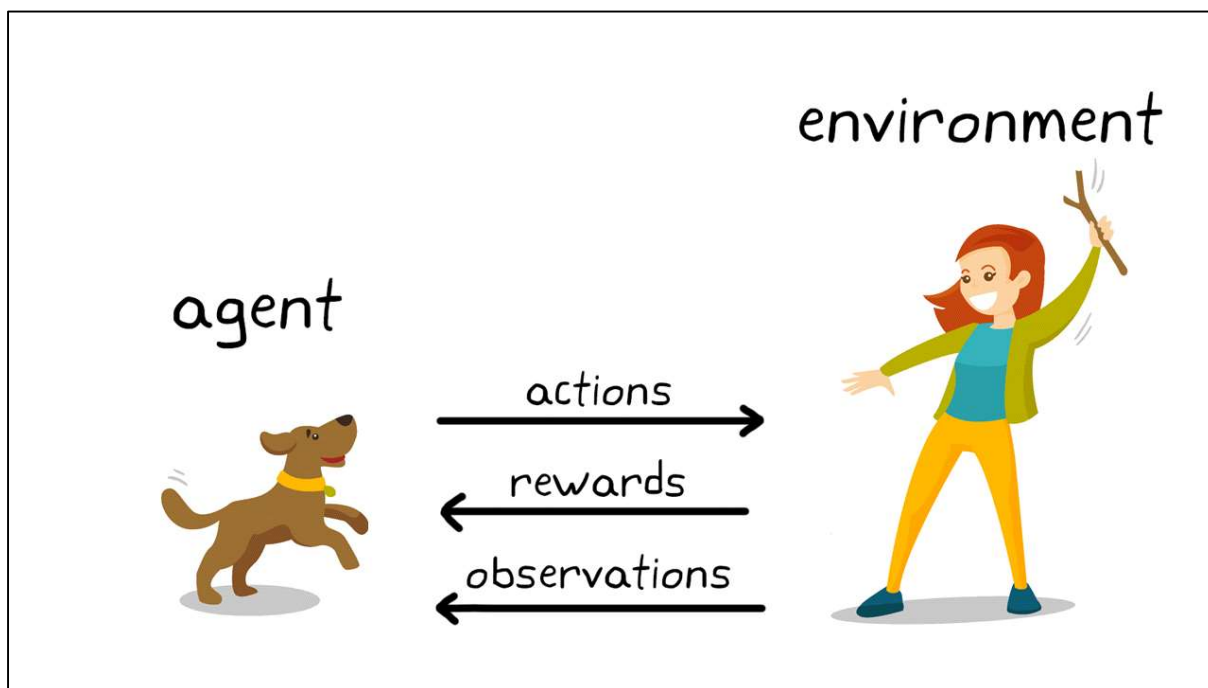 environment
agent
actions
rewards
observations